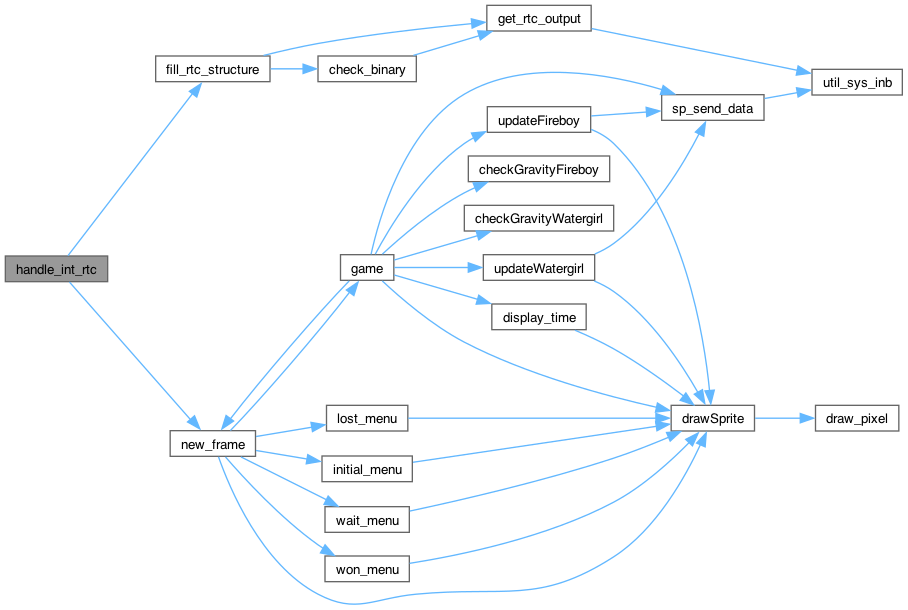 get_rtc_output
fill_rtc_structure
check_binary
util_sys_inb
sp_send_data
updateFireboy
checkGravityFireboy
checkGravityWatergirl
handle_int_rtc
game
updateWatergirl
display_time
lost_menu
drawSprite
draw_pixel
new_frame
initial_menu
wait_menu
won_menu